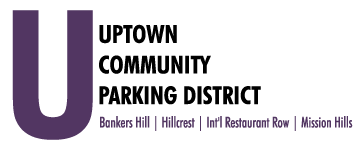 U
UPTOWN
COMMUNITY
PARKING DISTRICT
Bankers Hill | Hillcrest | Int'l Restaurant Row | Mission Hills